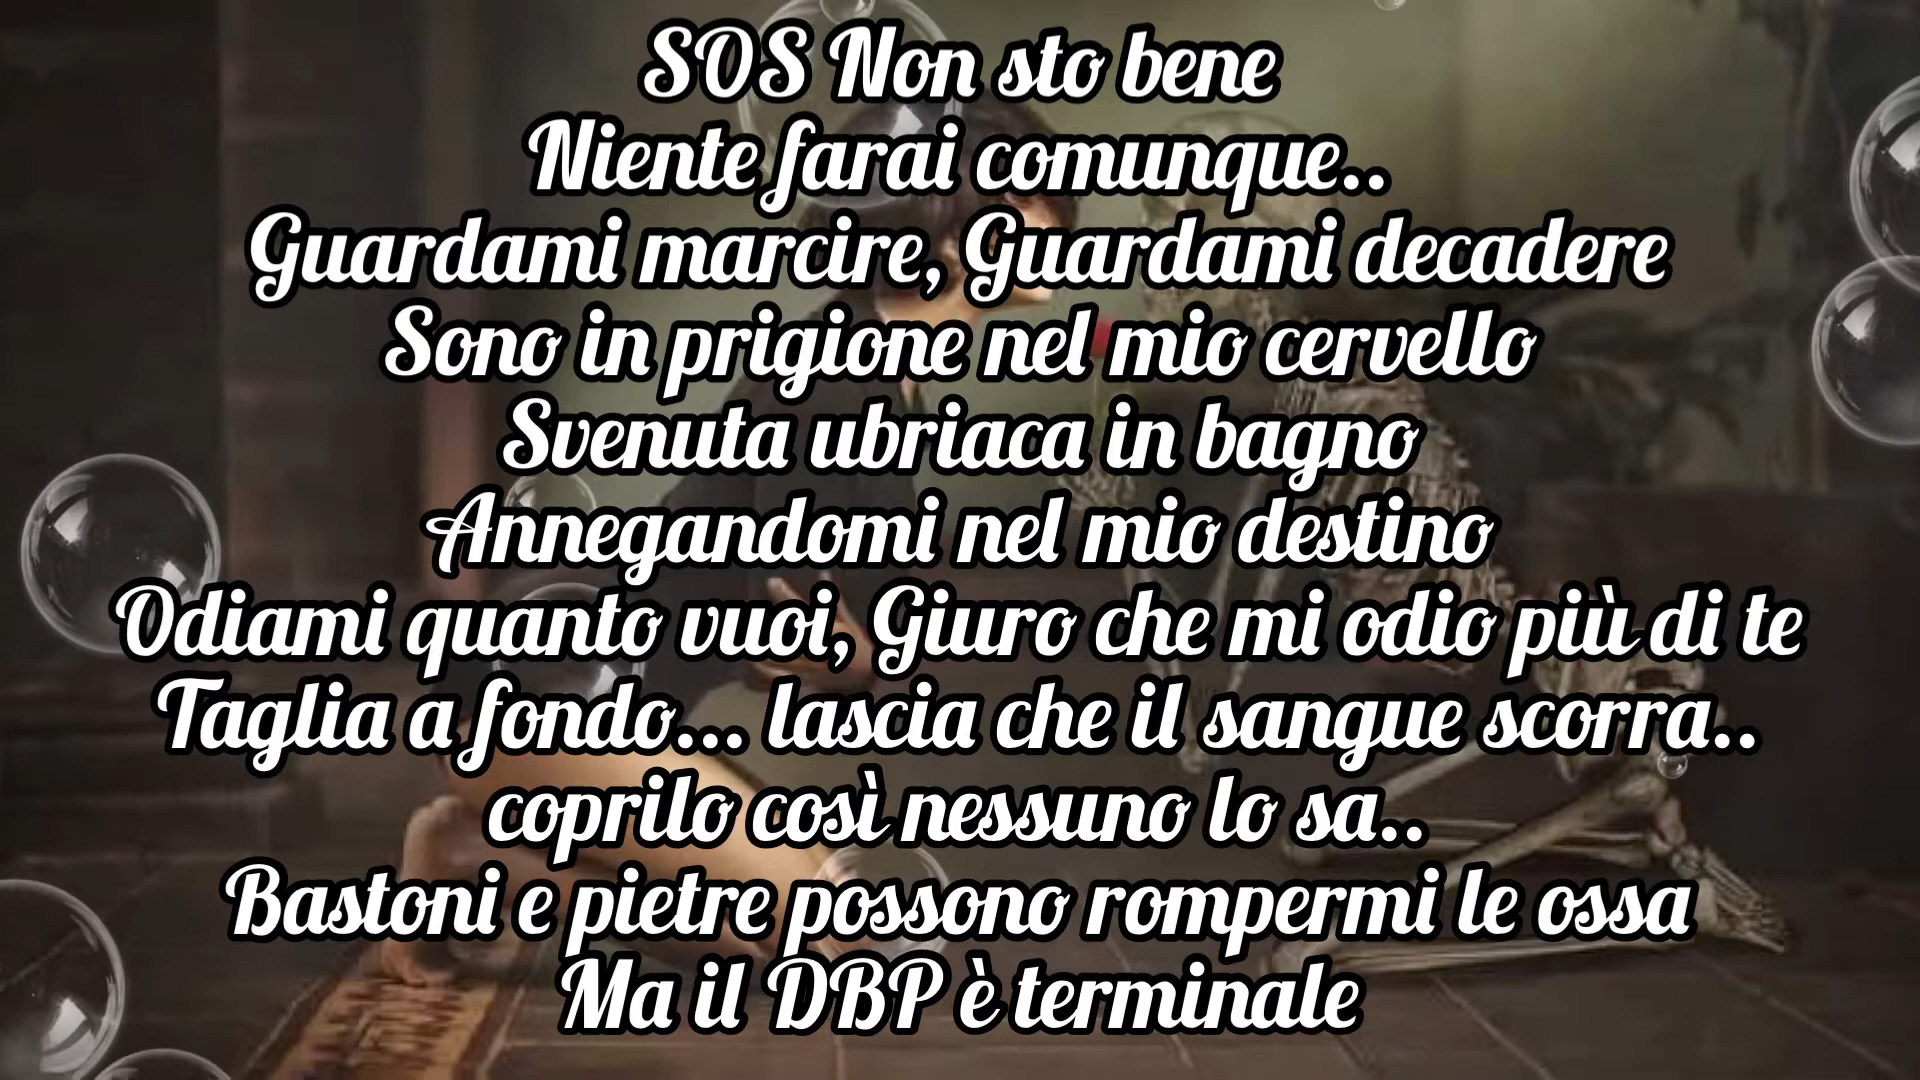 SOS Non sto bene
Niente farai comunque..
Guardami marcire, Guardami decadere
Sono in prigione nel mio cervello
Svenuta ubriaca in bagno
Annegandomi nel mio destino
Odiami quanto vuoi, Giuro che mi odio più di te
Taglia a fondo... lascia che il sangue scorra..
coprilo così nessuno lo sa..
Bastoni e pietre possono rompermi le ossa
Ma il DBP è terminale